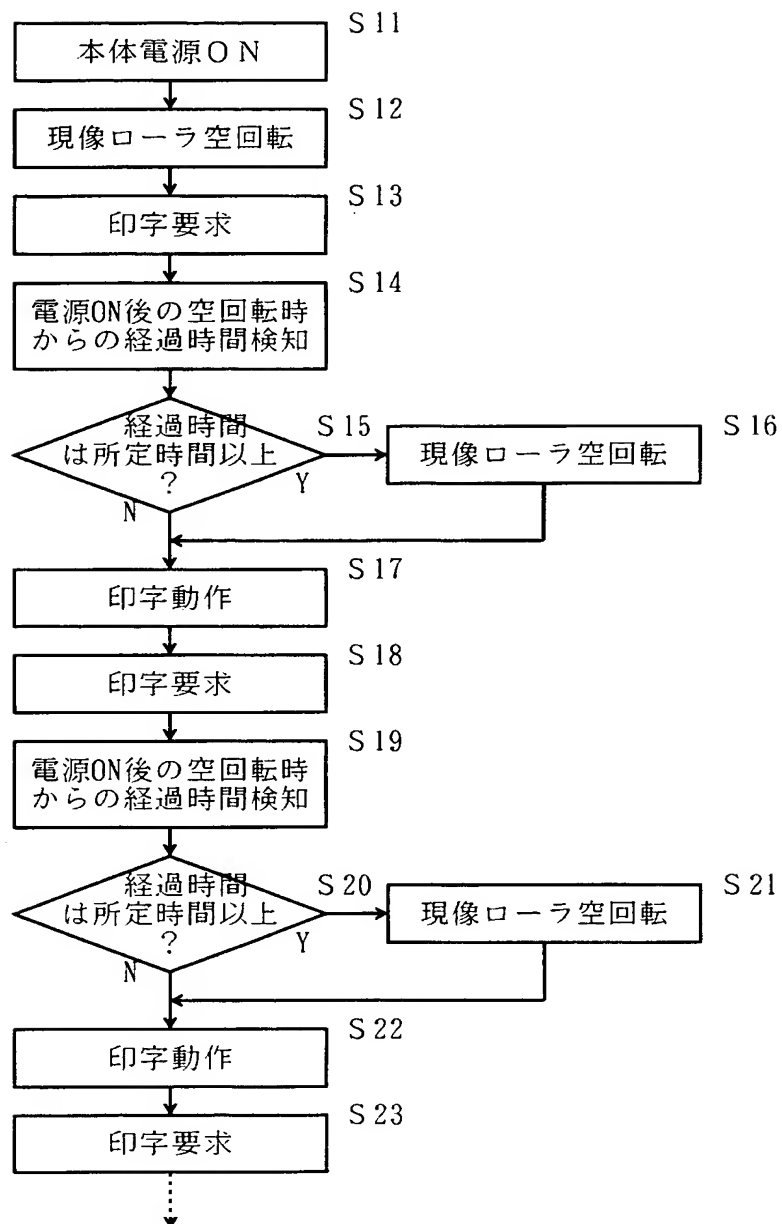 S11
本体電源ON
S12
現像ローラ空回転
S13
印字要求
S14
電源ON後の空回転時
からの経過時間検知
経過時間
は所定時間以上
?
S15
Y
N
S16
現像ローラ空回転
S17
印字動作
S18
印字要求
S19
電源ON後の空回転時
からの経過時間検知
経過時間
は所定時間以上
?
S20
Y
N
S21
現像ローラ空回転
S22
印字動作
S23
印字要求